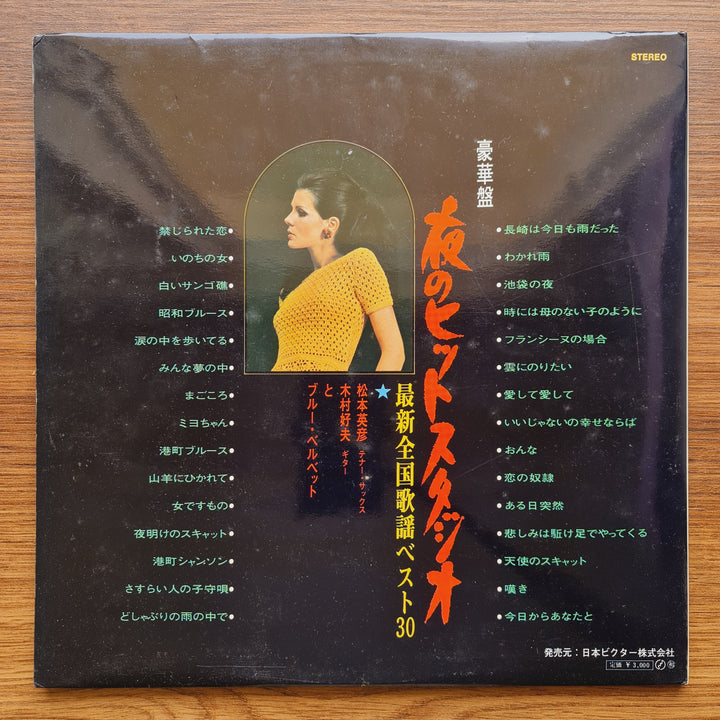 STEREO
豪華盤
夜のヒットスタジオ
最新全国歌謡ベスト30
★
松本英彦 テナー・サックス
木村好夫 ギター
と
ブルー・ベルベット
●長崎は今日も雨だった
●わかれ雨
●池袋の夜
●時には母のない子のように
●フランシーヌの場合
●雲にのりたい
●愛して愛して
●いいじゃないの幸せならば
●おんな
●恋の奴隷
●ある日突然
●悲しみは駈け足でやってくる
●天使のスキャット
●嘆き
●今日からあなたと
禁じられた恋●
いのちの女●
白いサンゴ礁●
昭和ブルース●
涙の中を歩いてる●
みんな夢の中●
まごころ●
ミヨちゃん●
港町ブルース●
山羊にひかれて●
女ですもの●
夜明けのスキャット●
港町シャンソン●
さすらい人の子守唄●
どしゃぶりの雨の中で●
発売元：日本ビクター株式会社
定価 ¥3,000